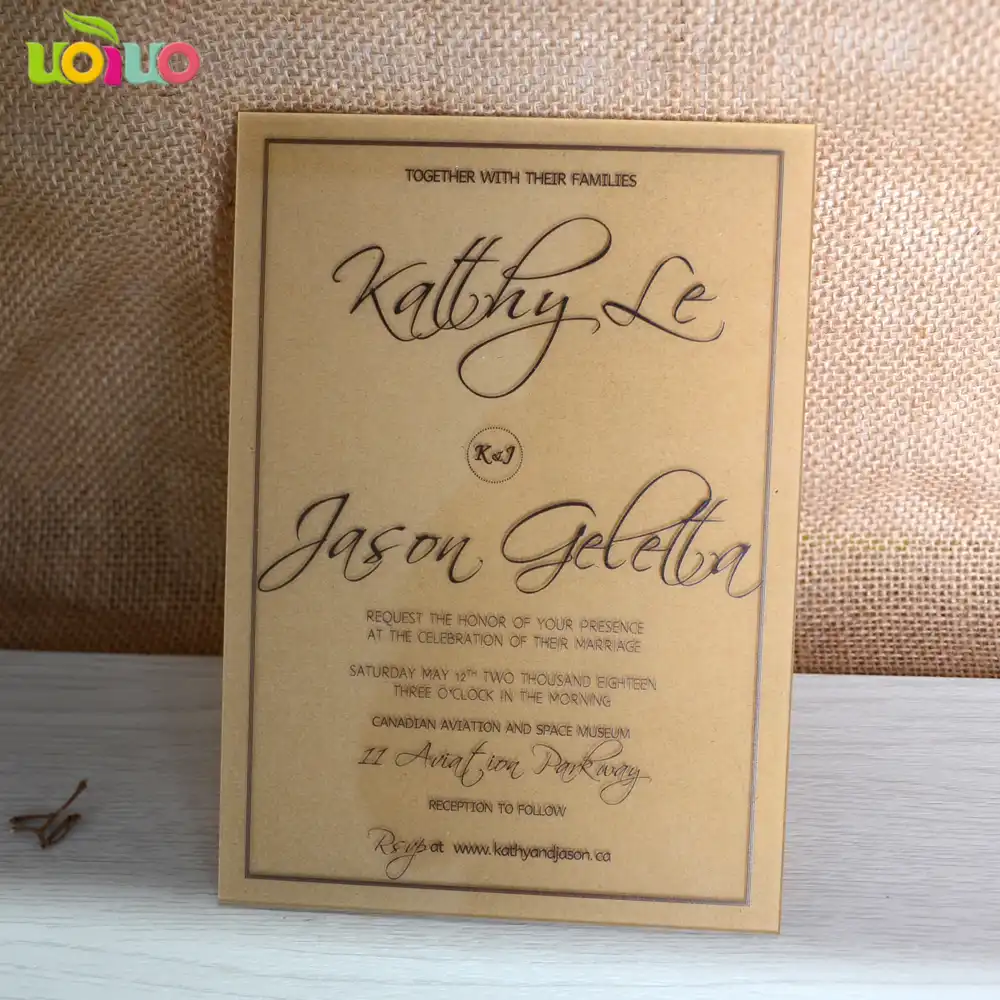 uoiuo
TOGETHER WITH THEIR FAMILIES
Katthy Le
K&J
Jason Geletta
REQUEST THE HONOR OF YOUR PRESENCE
AT THE CELEBRATION OF THEIR MARRIAGE
SATURDAY MAY 12TH TWO THOUSAND EIGHTEEN
THREE O'CLOCK IN THE MORNING
CANADIAN AVIATION AND SPACE MUSEUM
11 Aviation Parkway
RECEPTION TO FOLLOW
Rsvp at www.kathyandjason.ca